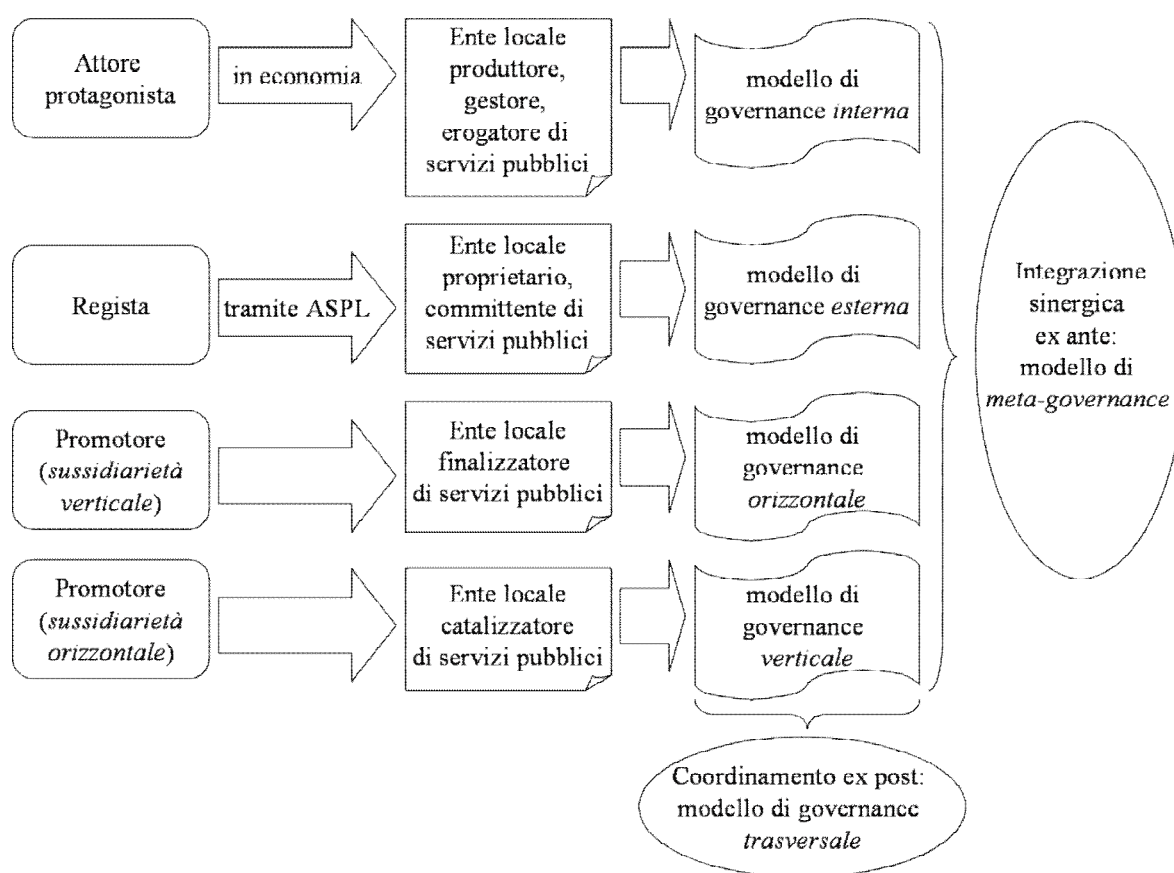 Attore
protagonista
in economia
Ente locale
produttore,
gestore,
erogatore di
servizi pubblici
modello di
governance interna
Regista
tramite ASPL
Ente locale
proprietario,
committente di
servizi pubblici
modello di
governance esterna
Promotore
(sussidiarietà
verticale)
Ente locale
finalizzatore
di servizi pubblici
modello di
governance
orizzontale
Promotore
(sussidiarietà
orizzontale)
Ente locale
catalizzatore
di servizi pubblici
modello di
governance
verticale
Integrazione
sinergica
ex ante:
modello di
meta-governance
Coordinamento ex post:
modello di governance
trasversale